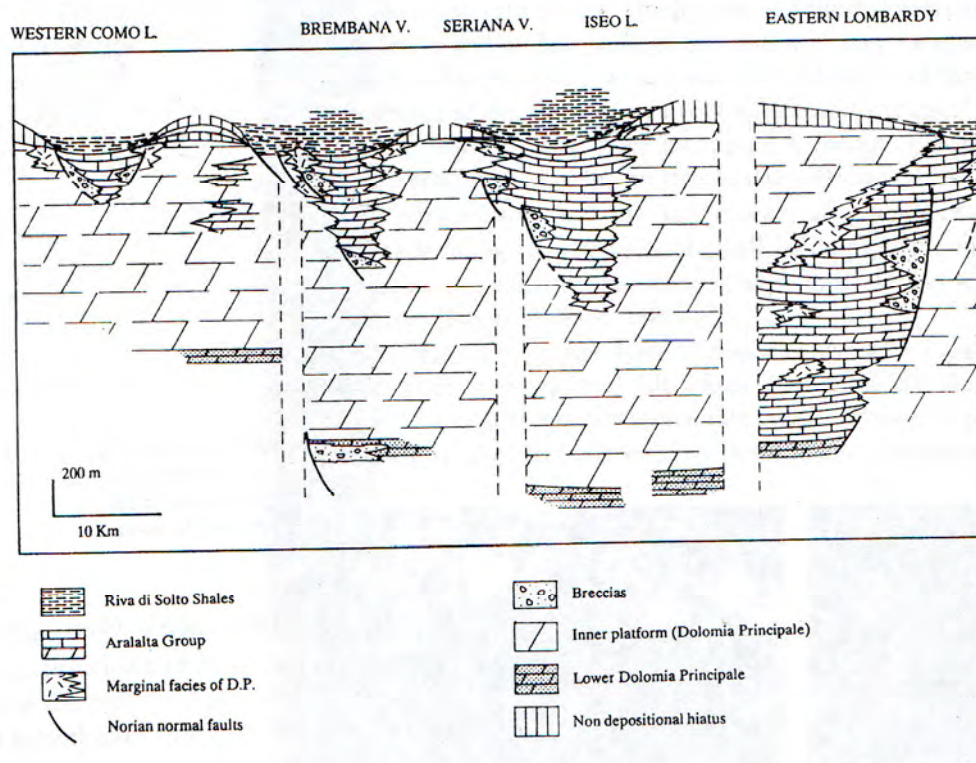 WESTERN COMO L. BREMBANA V. SERIANA V. ISEO L. EASTERN LOMBARDY
200 m
10 Km
Riva di Solto Shales
Aralalta Group
Marginal facies of D.P.
Norian normal faults
Breccias
Inner platform (Dolomia Principale)
Lower Dolomia Principale
Non depositional hiatus